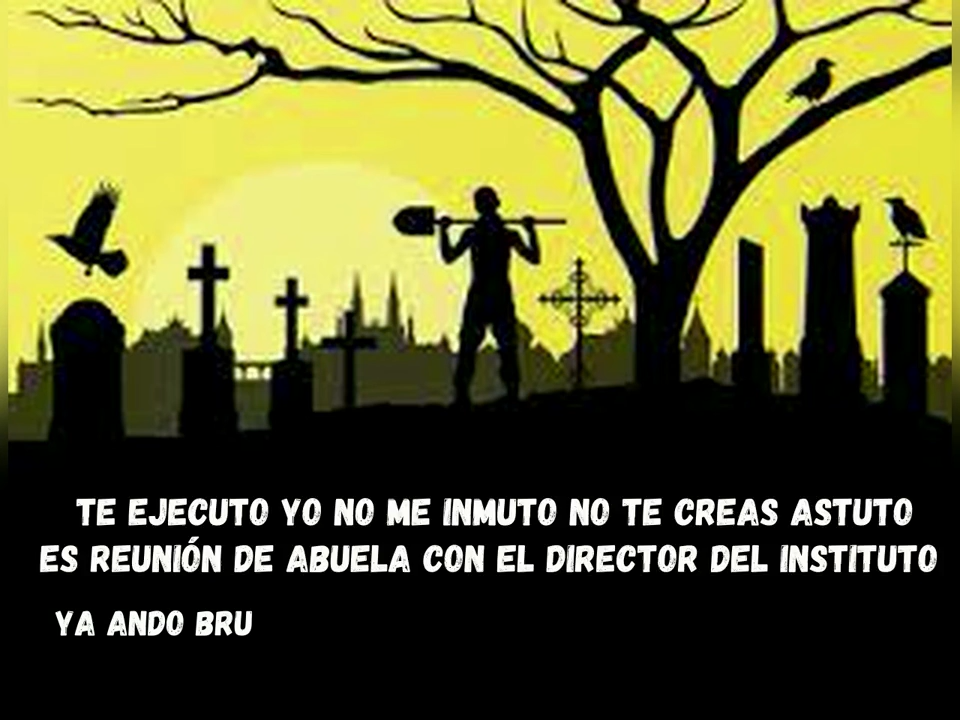 TE EJECUTO YO NO ME INMUTO NO TE CREAS ASTUTO
ES REUNIÓN DE ABUELA CON EL DIRECTOR DEL INSTITUTO
YA ANDO BRU